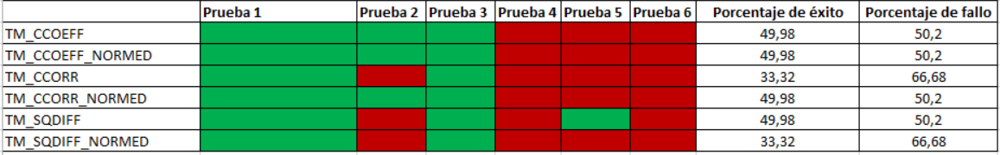 Prueba 1 Prueba 2 Prueba 3 Prueba 4 Prueba 5 Prueba 6 Porcentaje de éxito Porcentaje de fallo
TM_CCOEFF 49,98 50,2
TM_CCOEFF_NORMED 49,98 50,2
TM_CCORR 33,32 66,68
TM_CCORR_NORMED 49,98 50,2
TM_SQDIFF 49,98 50,2
TM_SQDIFF_NORMED 33,32 66,68